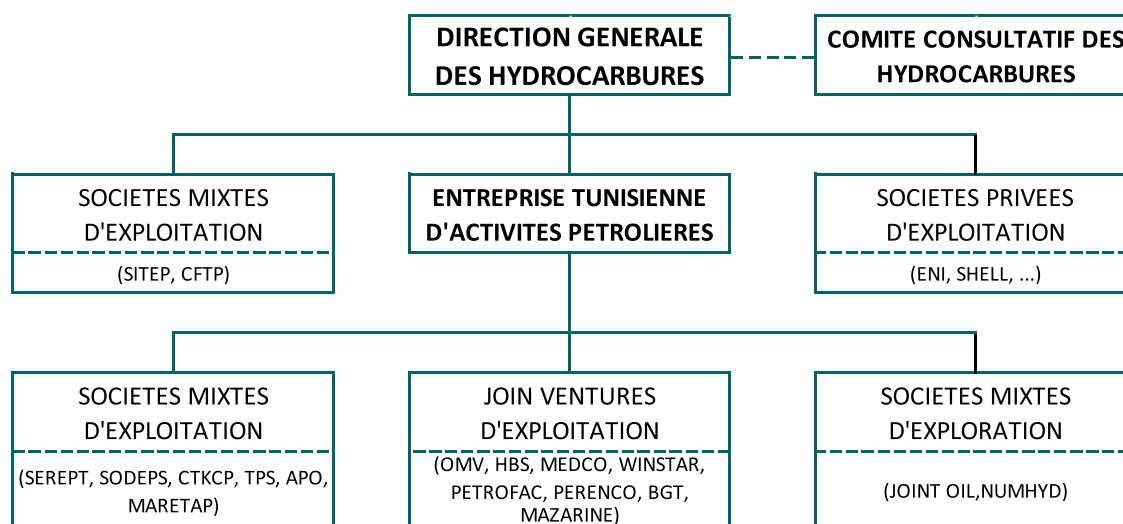 DIRECTION GENERALE
DES HYDROCARBURES
COMITE CONSULTATIF DES
HYDROCARBURES
SOCIETES MIXTES
D'EXPLOITATION
(SITEP, CFTP)
ENTREPRISE TUNISIENNE
D'ACTIVITES PETROLIERES
SOCIETES PRIVEES
D'EXPLOITATION
(ENI, SHELL, ...)
SOCIETES MIXTES
D'EXPLOITATION
(SEREPT, SODEPS, CTKCP, TPS, APO,
MARETAP)
JOIN VENTURES
D'EXPLOITATION
(OMV, HBS, MEDCO, WINSTAR,
PETROFAC, PERENCO, BGT,
MAZARINE)
SOCIETES MIXTES
D'EXPLORATION
(JOINT OIL,NUMHYD)